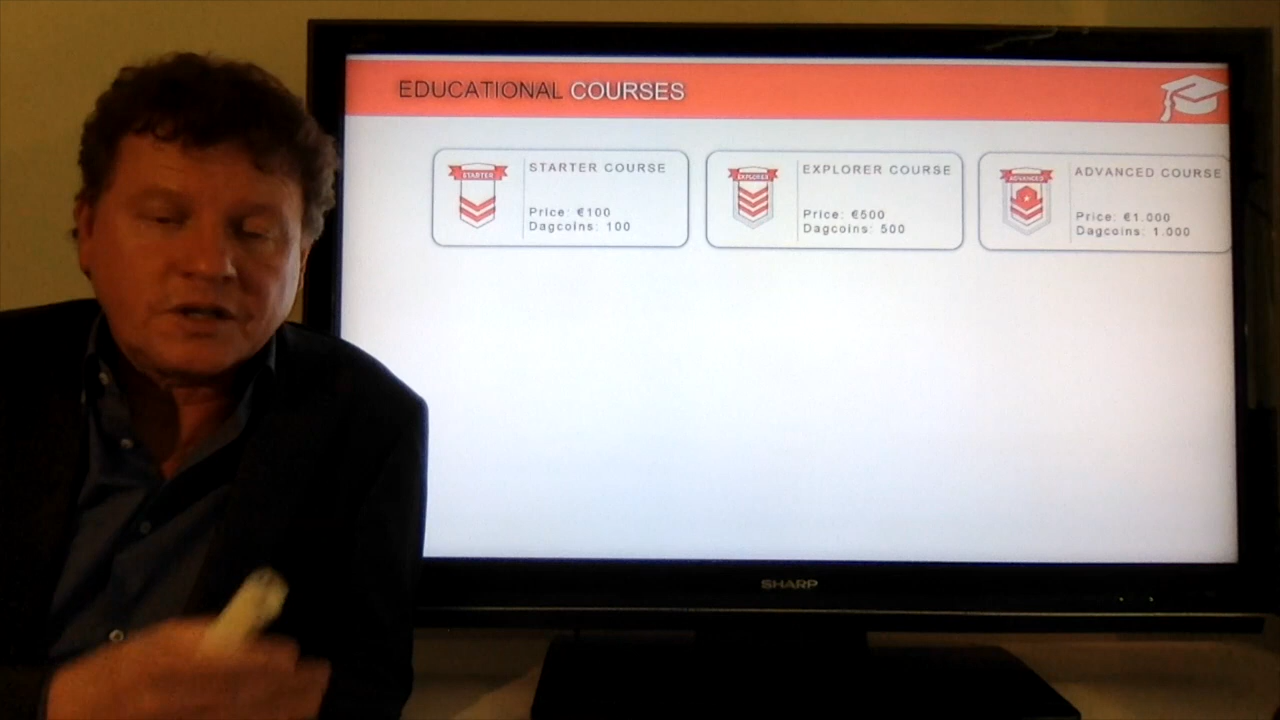 EDUCATIONAL COURSES
STARTER
STARTER COURSE
Price: €100
Dagcoins: 100
EXPLORER
EXPLORER COURSE
Price: €500
Dagcoins: 500
ADVANCED
ADVANCED COURSE
Price: €1.000
Dagcoins: 1.000
SHARP